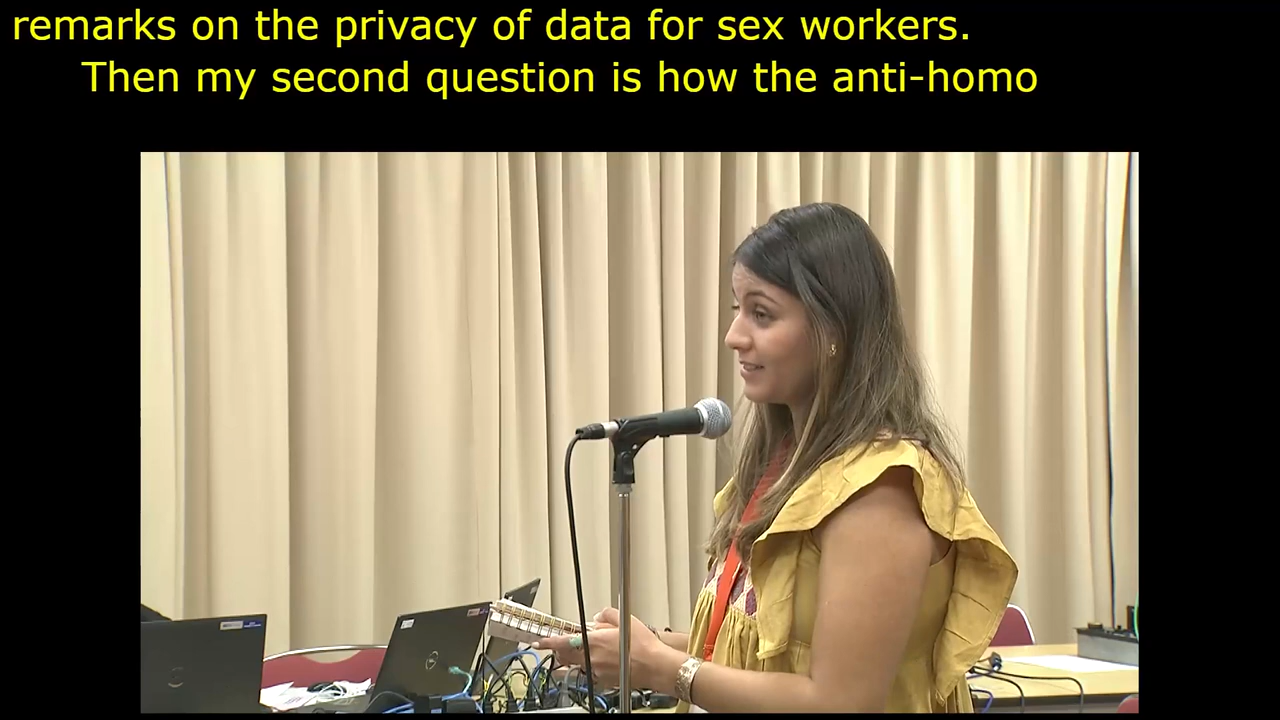 remarks on the privacy of data for sex workers.
Then my second question is how the anti-homo